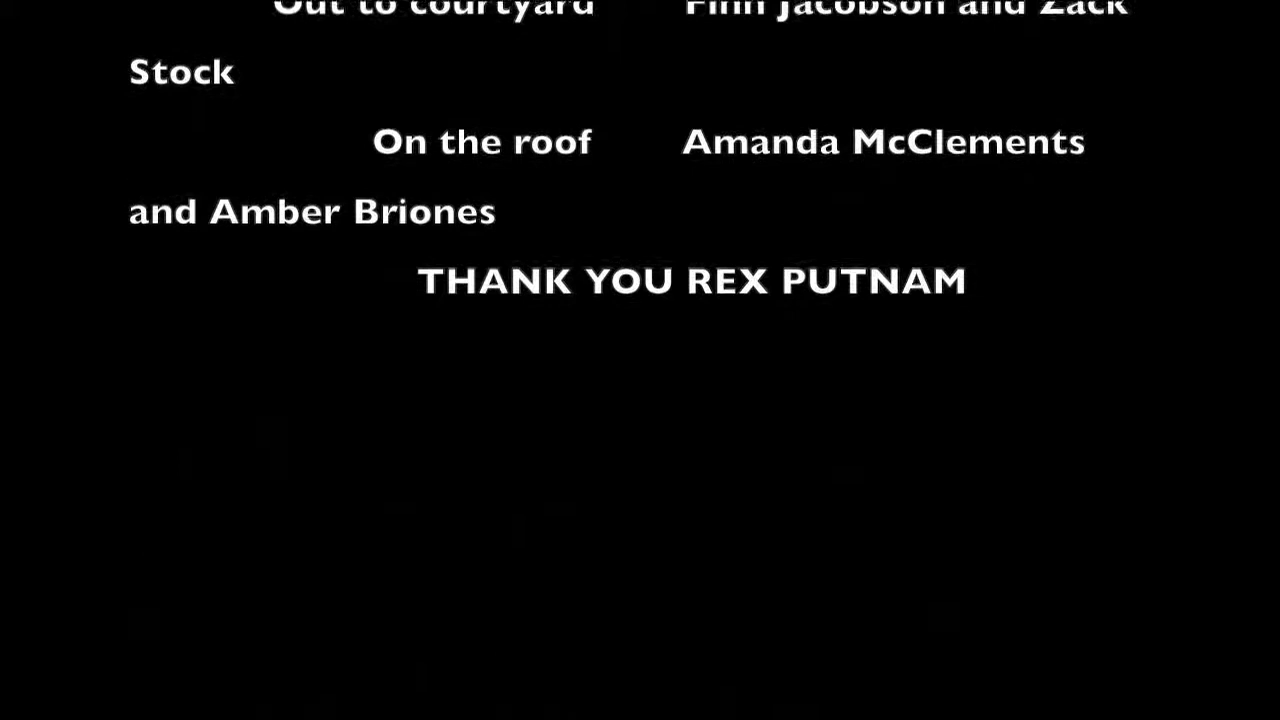 Out to courtyard Finn Jacobson and Zack
Stock
On the roof Amanda McClements
and Amber Briones
THANK YOU REX PUTNAM